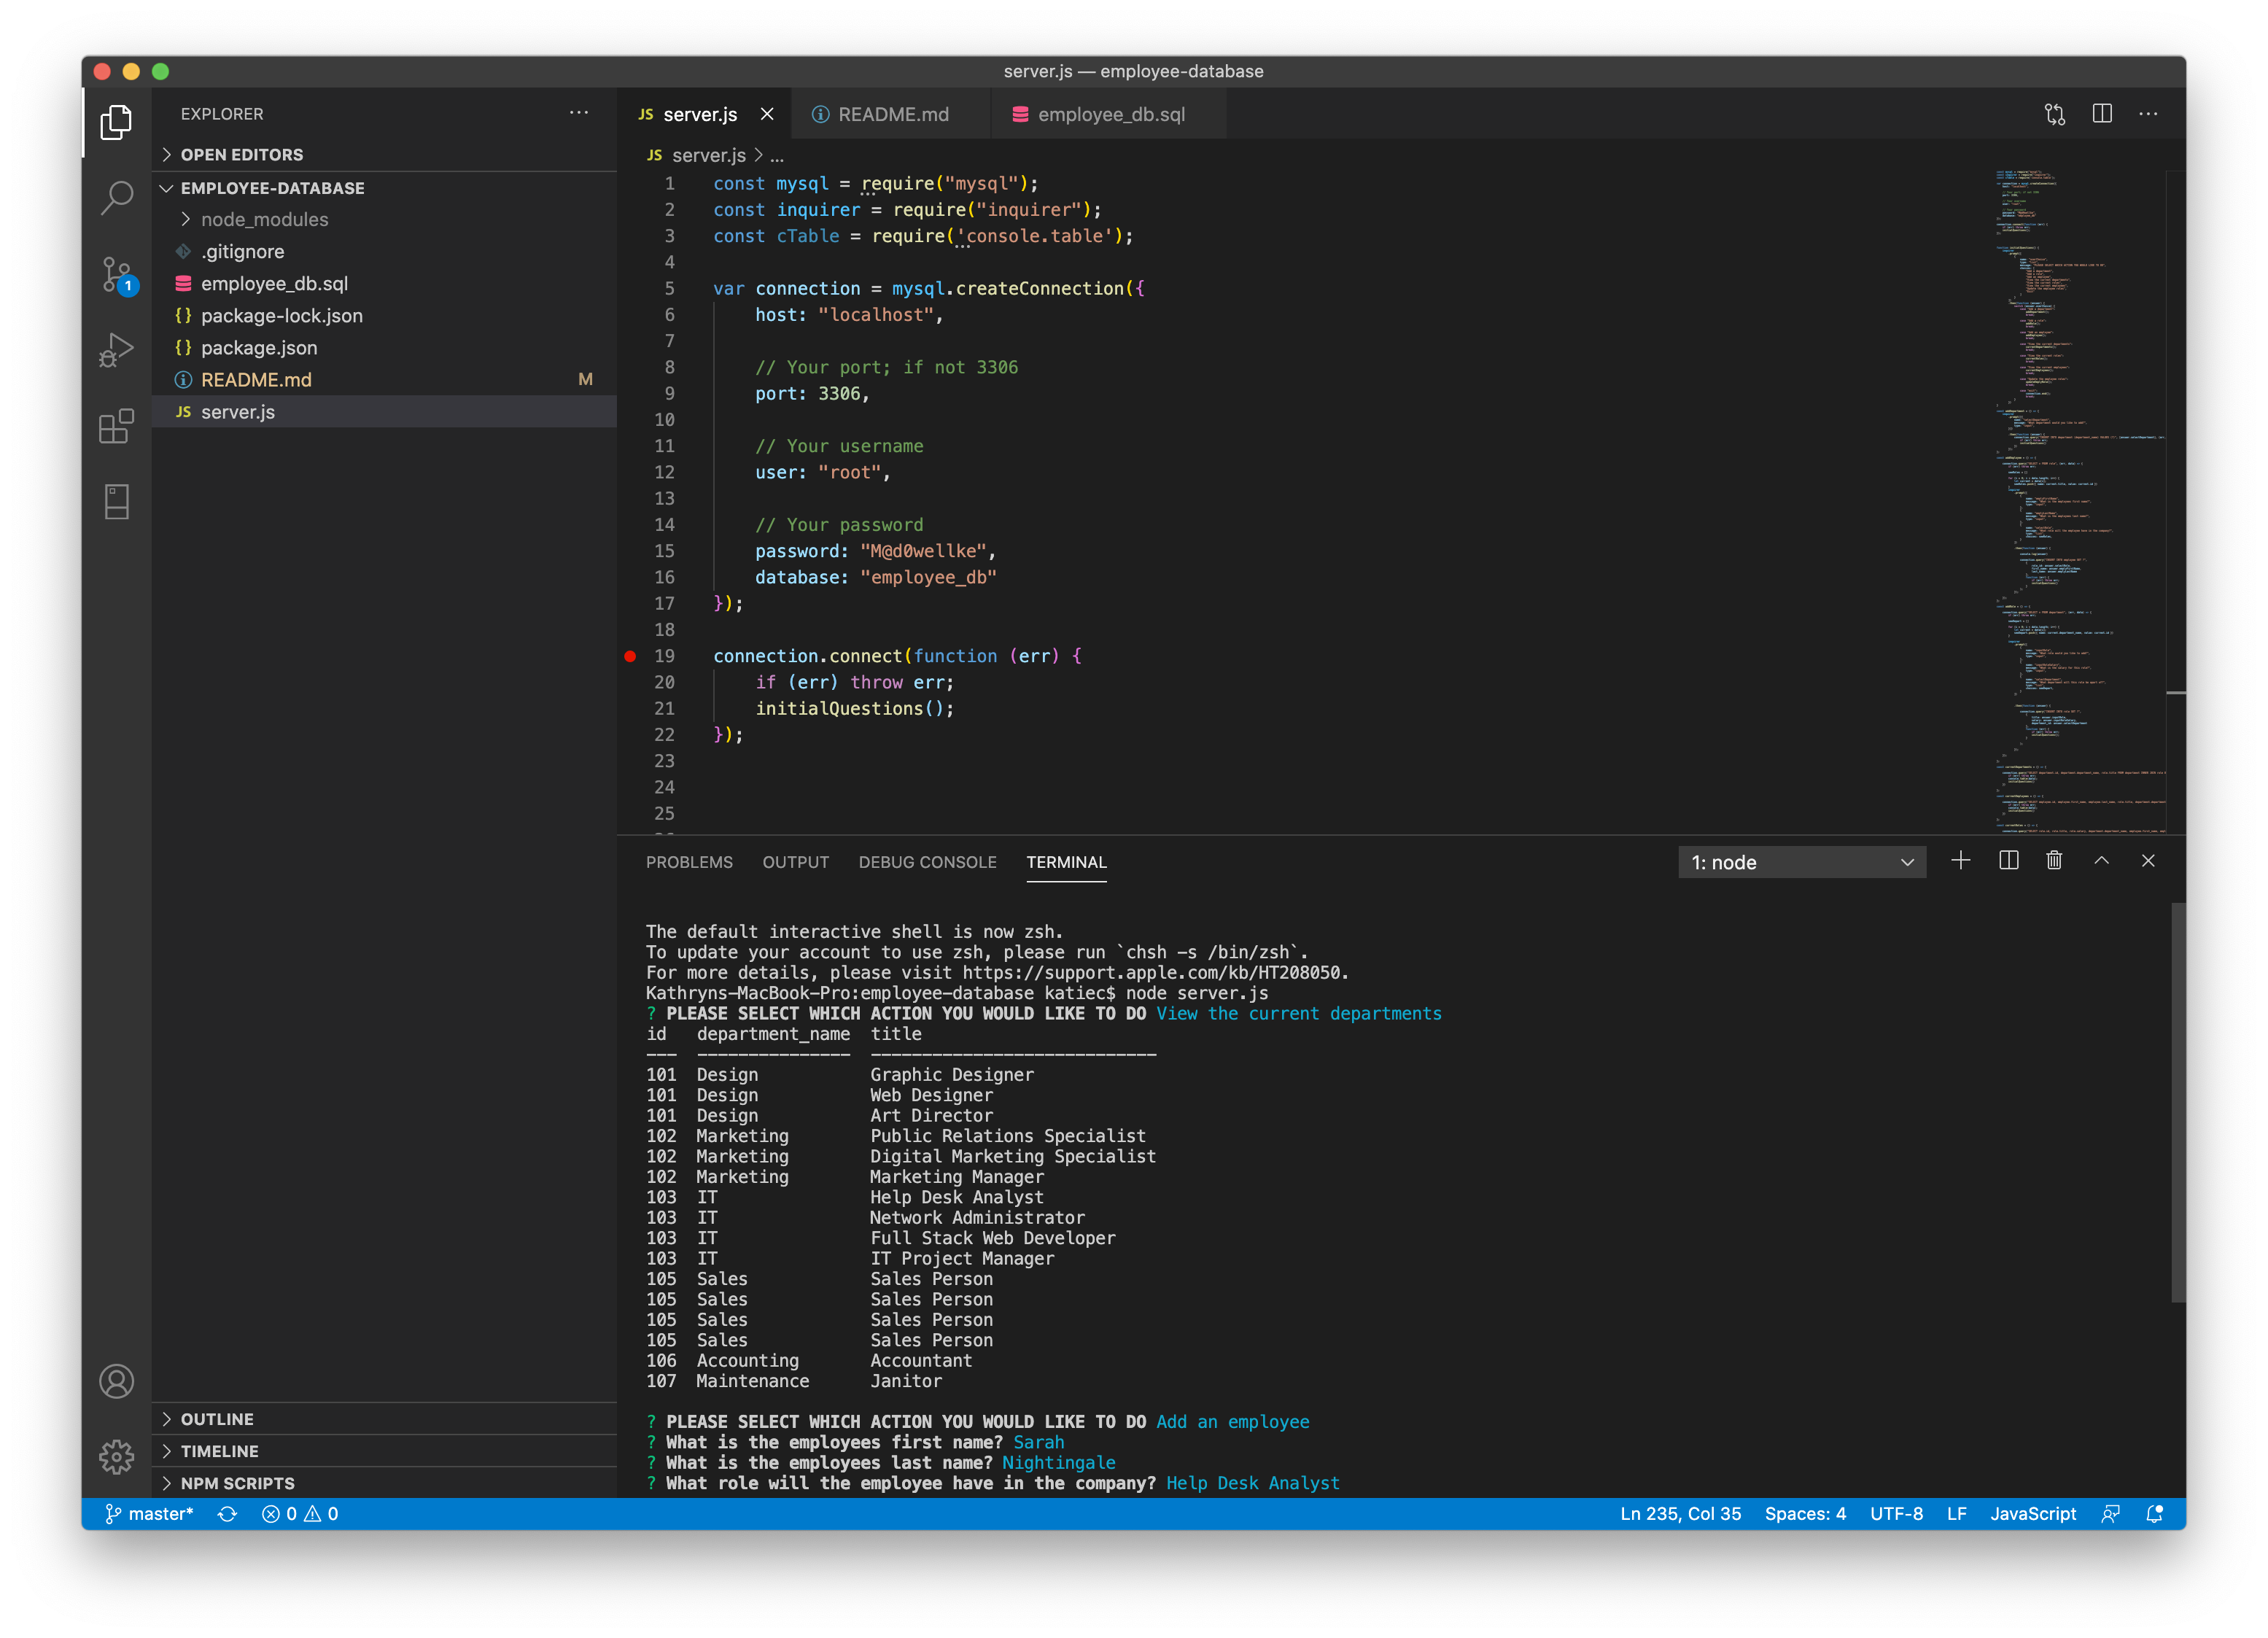 server.js — employee-database
EXPLORER
OPEN EDITORS
EMPLOYEE-DATABASE
node_modules
.gitignore
employee_db.sql
package-lock.json
package.json
README.md M
server.js
OUTLINE
TIMELINE
NPM SCRIPTS
JS server.js README.md employee_db.sql
JS server.js > ...
1 const mysql = require("mysql");
2 const inquirer = require("inquirer");
3 const cTable = require('console.table');
4
5 var connection = mysql.createConnection({
6 host: "localhost",
7
8 // Your port; if not 3306
9 port: 3306,
10
11 // Your username
12 user: "root",
13
14 // Your password
15 password: "M@d0wellke",
16 database: "employee_db"
17 });
18
19 connection.connect(function (err) {
20 if (err) throw err;
21 initialQuestions();
22 });
23
24
25
PROBLEMS OUTPUT DEBUG CONSOLE TERMINAL 1: node
The default interactive shell is now zsh.
To update your account to use zsh, please run `chsh -s /bin/zsh`.
For more details, please visit https://support.apple.com/kb/HT208050.
Kathryns-MacBook-Pro:employee-database katiec$ node server.js
? PLEASE SELECT WHICH ACTION YOU WOULD LIKE TO DO View the current departments
id department_name title
--- --------------- ----------------------------
101 Design Graphic Designer
101 Design Web Designer
101 Design Art Director
102 Marketing Public Relations Specialist
102 Marketing Digital Marketing Specialist
102 Marketing Marketing Manager
103 IT Help Desk Analyst
103 IT Network Administrator
103 IT Full Stack Web Developer
103 IT IT Project Manager
105 Sales Sales Person
105 Sales Sales Person
105 Sales Sales Person
105 Sales Sales Person
106 Accounting Accountant
107 Maintenance Janitor
? PLEASE SELECT WHICH ACTION YOU WOULD LIKE TO DO Add an employee
? What is the employees first name? Sarah
? What is the employees last name? Nightingale
? What role will the employee have in the company? Help Desk Analyst
1
master* 0 0 Ln 235, Col 35 Spaces: 4 UTF-8 LF JavaScript